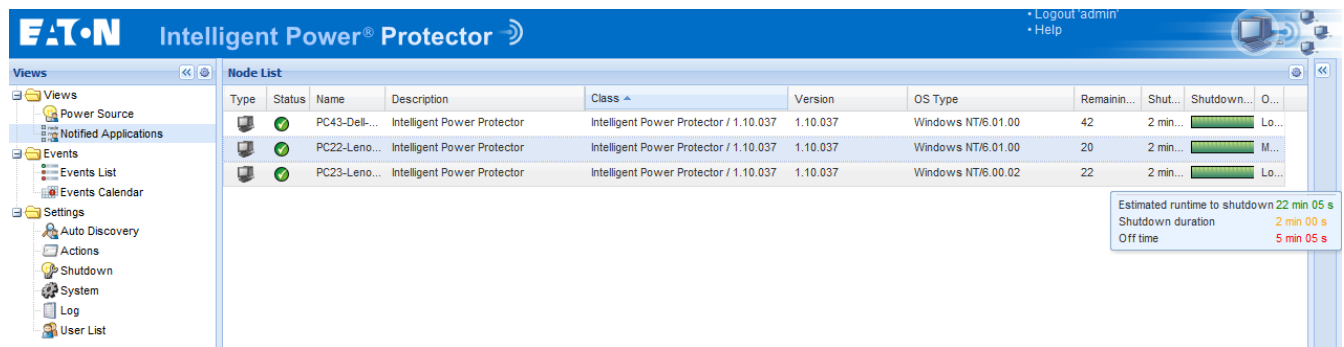 • Logout 'admin'
• Help
EATON Intelligent Power® Protector
Views
Node List
Views
Power Source
Notified Applications
Events
Events List
Events Calendar
Settings
Auto Discovery
Actions
Shutdown
System
Log
User List
Type Status Name Description Class Version OS Type Remainin... Shut... Shutdown... O...
PC43-Dell-... Intelligent Power Protector Intelligent Power Protector / 1.10.037 1.10.037 Windows NT/6.01.00 42 2 min... Lo...
PC22-Leno... Intelligent Power Protector Intelligent Power Protector / 1.10.037 1.10.037 Windows NT/6.01.00 20 2 min... M...
PC23-Leno... Intelligent Power Protector Intelligent Power Protector / 1.10.037 1.10.037 Windows NT/6.00.02 22 2 min... Lo...
Estimated runtime to shutdown 22 min 05 s
Shutdown duration 2 min 00 s
Off time 5 min 05 s